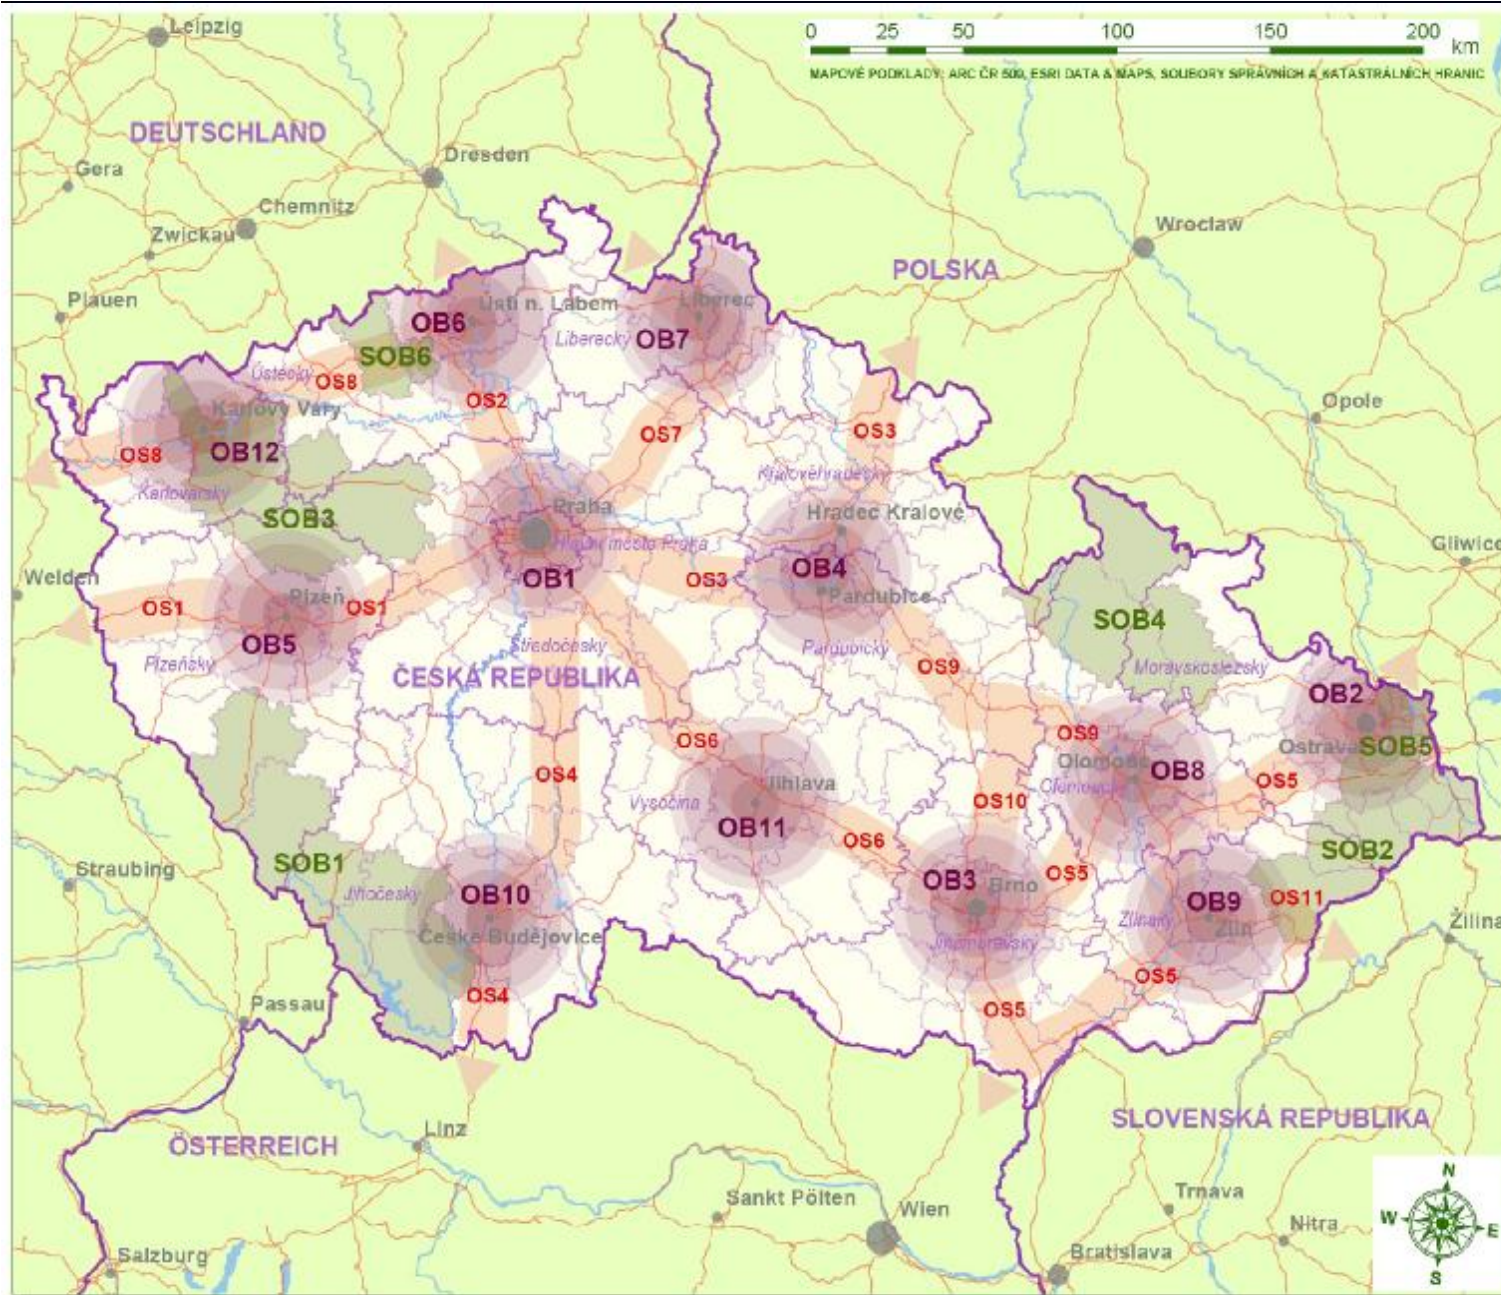 Leipzig
0 25 50 100 150 200 km
MAPOVÉ PODKLADY: ARC ČR 500, ESRI DATA & MAPS, SOUBORY SPRÁVNÍCH A KATASTRÁLNÍCH HRANIC
DEUTSCHLAND
Dresden
Gera
Chemnitz
Zwickau
Wroclaw
POLSKA
Plauen
Ústí n. Labem
Liberec
OB6
OB7
Liberecký
SOB6
Ústecký
OS8
OS2
Opole
Karlovy Vary
OS7
OS3
OB12
OS8
Karlovarský
Královéhradecký
SOB3
Praha
Hradec Králové
Hlavní město Praha
Gliwice
OB1
OB4
OS3
Welden
Plzeň
Pardubice
OS1
OS1
SOB4
OB5
Středočeský
Pardubický
Plzeňský
ČESKÁ REPUBLIKA
OS9
Moravskoslezský
OB2
OS6
OS9
Ostrava
SOB5
Olomouc
OB8
OS4
Jihlava
OS5
Vysočina
OS10
OB11
OS6
SOB2
Straubing
SOB1
OS5
OB3
Brno
Jihočeský
OB10
OB9
OS11
Zlínský
Zlín
České Budějovice
Jihomoravský
Žilina
OS5
OS4
Passau
OS5
SLOVENSKÁ REPUBLIKA
Linz
ÖSTERREICH
N
Sankt Pölten
Trnava
Wien
W
E
Nitra
Salzburg
Bratislava
S